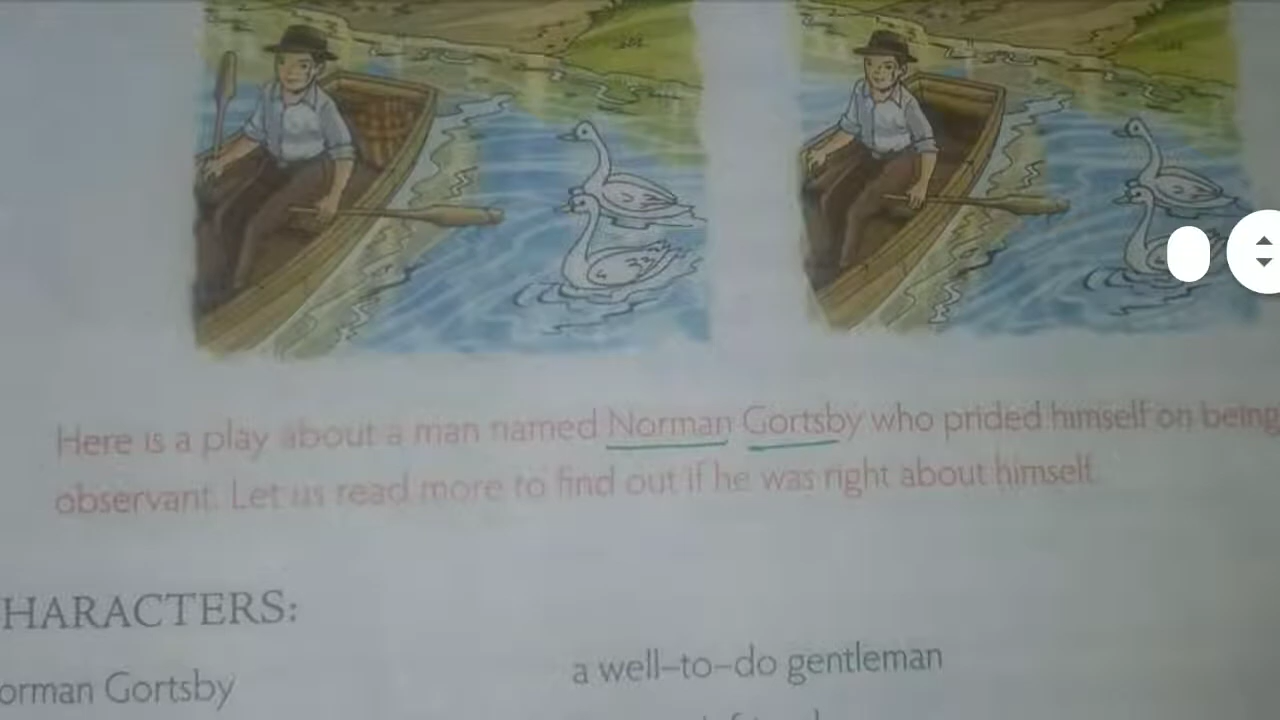 Here is a play about a man named Norman Gortsby who prided himself on being
observant. Let us read more to find out if he was right about himself.
HARACTERS:
orman Gortsby a well-to-do gentleman